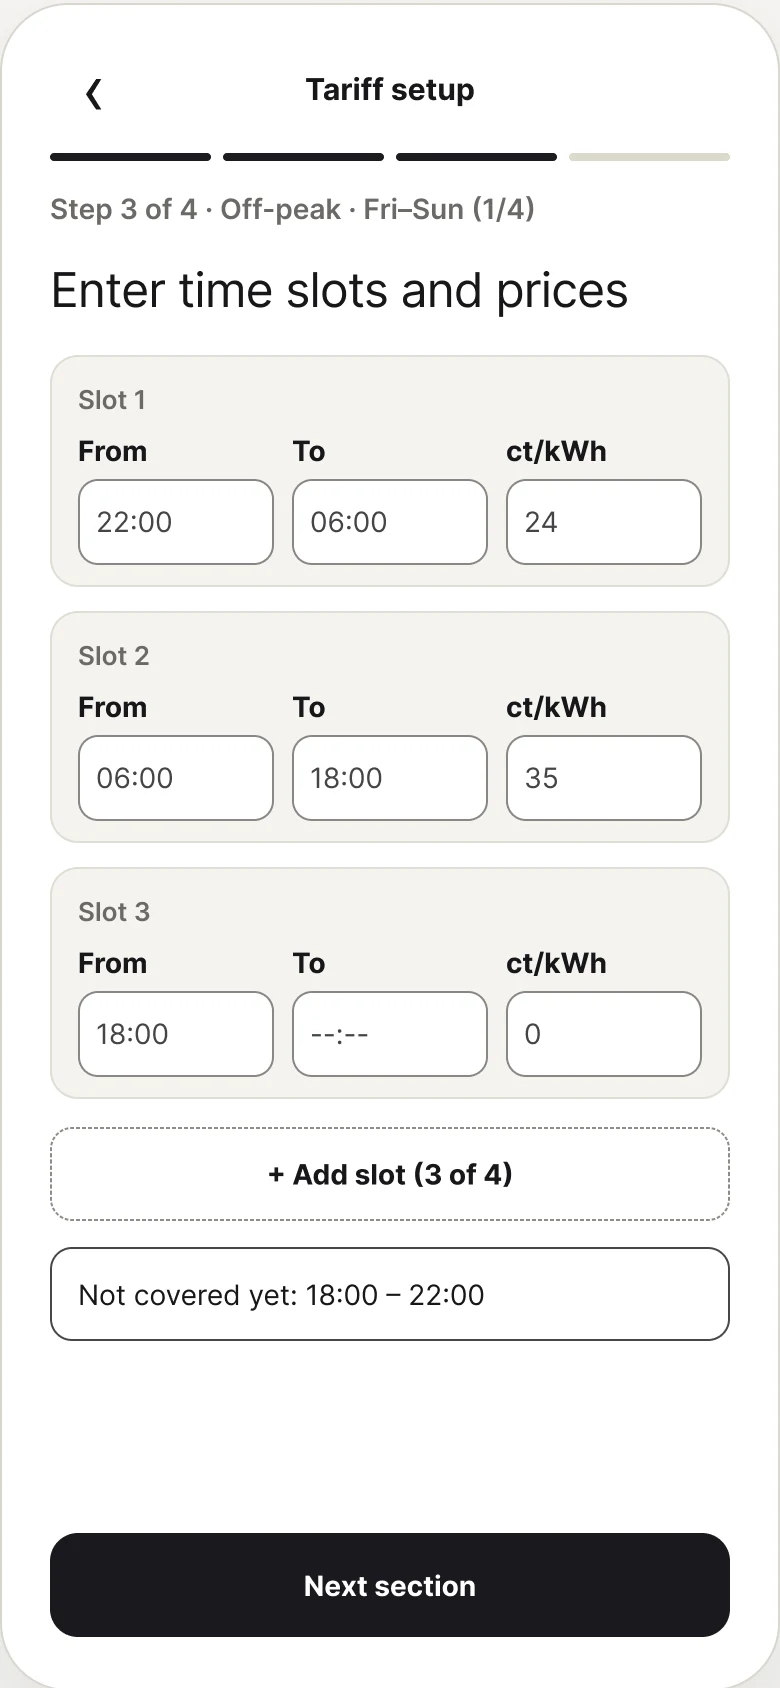 Tariff setup
Step 3 of 4 · Off-peak · Fri–Sun (1/4)
Enter time slots and prices
Slot 1
From To ct/kWh
22:00 06:00 24
Slot 2
From To ct/kWh
06:00 18:00 35
Slot 3
From To ct/kWh
18:00 --:-- 0
+ Add slot (3 of 4)
Not covered yet: 18:00 – 22:00
Next section